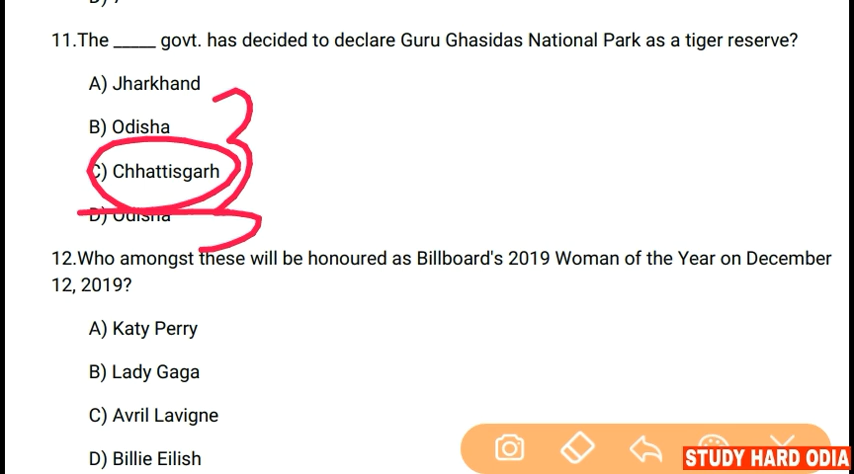 11.The _____ govt. has decided to declare Guru Ghasidas National Park as a tiger reserve?
A) Jharkhand
B) Odisha
C) Chhattisgarh
D) Odisha
12.Who amongst these will be honoured as Billboard's 2019 Woman of the Year on December
12, 2019?
A) Katy Perry
B) Lady Gaga
C) Avril Lavigne
D) Billie Eilish
STUDY HARD ODIA